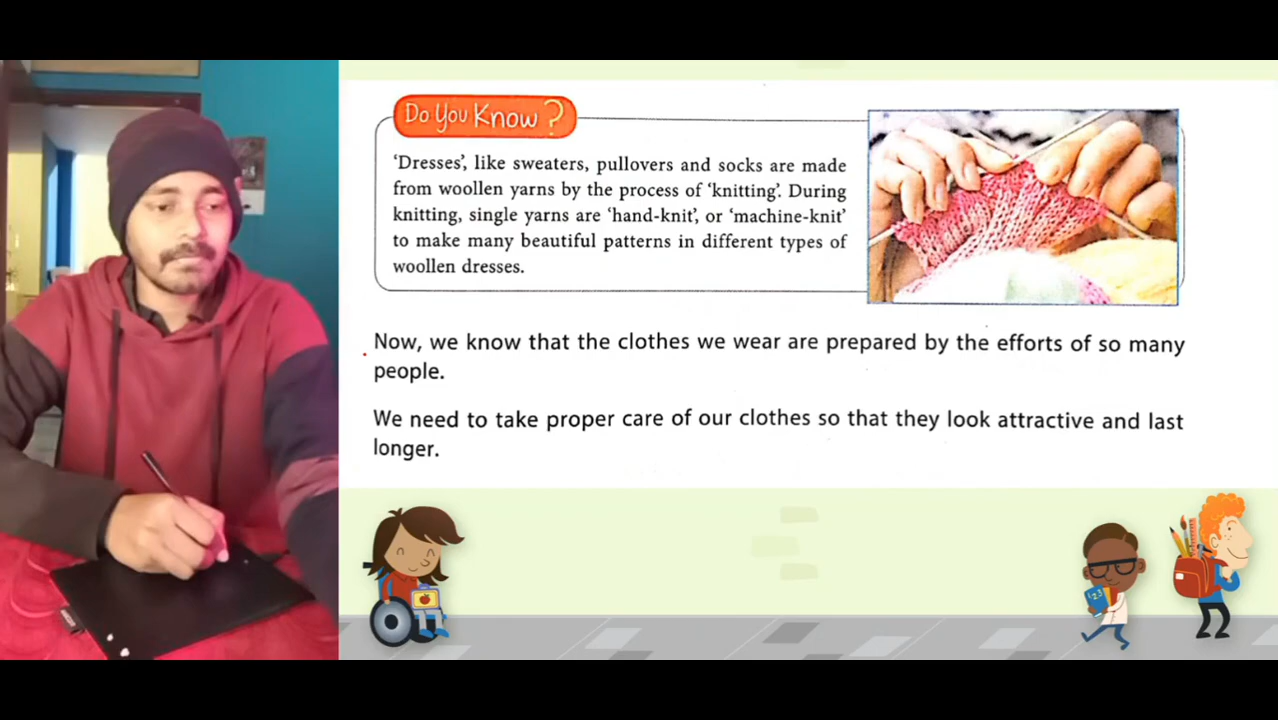 Do You Know ?
'Dresses', like sweaters, pullovers and socks are made
from woollen yarns by the process of 'knitting'. During
knitting, single yarns are 'hand-knit', or 'machine-knit'
to make many beautiful patterns in different types of
woollen dresses.
Now, we know that the clothes we wear are prepared by the efforts of so many
people.
We need to take proper care of our clothes so that they look attractive and last
longer.
123